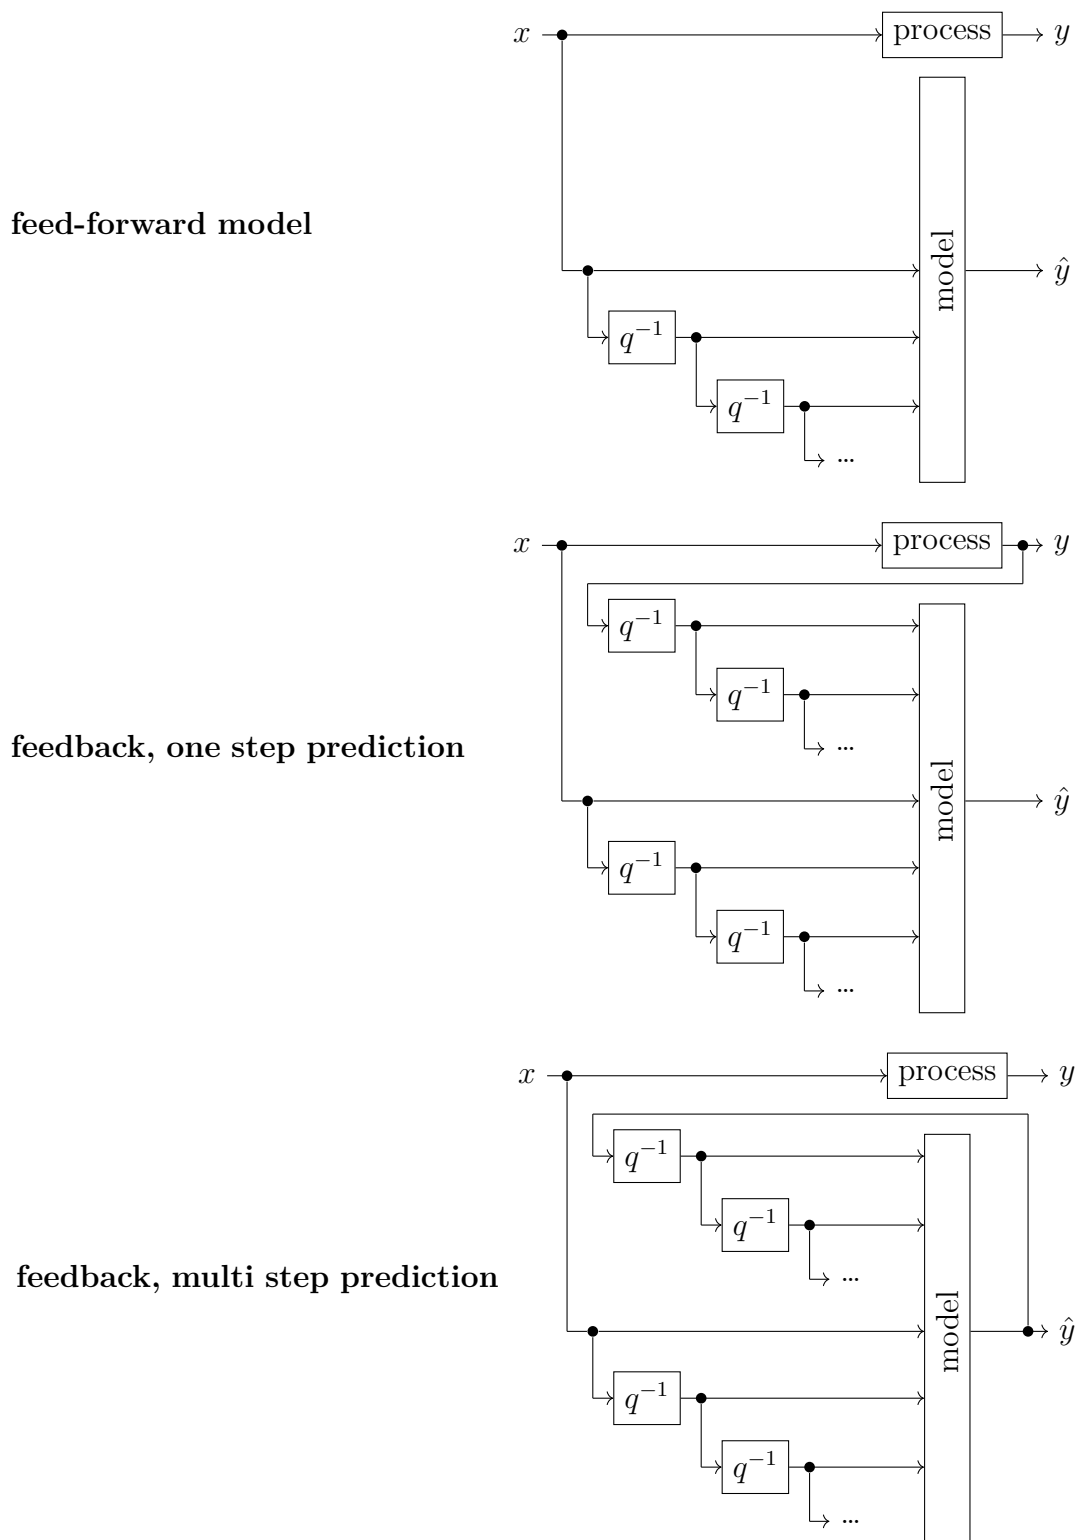 x process y
model
feed-forward model
ŷ
q⁻¹
q⁻¹
...
x process y
q⁻¹
q⁻¹
...
feedback, one step prediction
model
ŷ
q⁻¹
q⁻¹
...
x process y
q⁻¹
q⁻¹
...
feedback, multi step prediction
model
ŷ
q⁻¹
q⁻¹
...